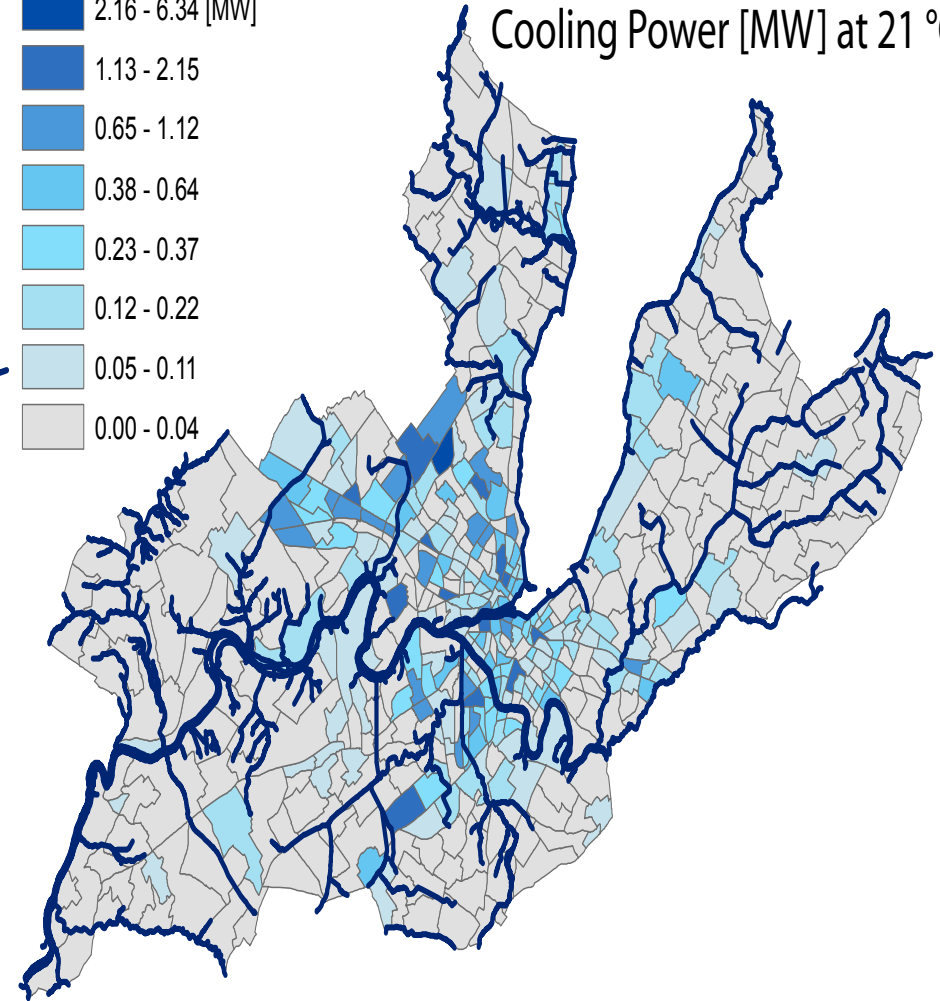 Cooling Power [MW] at 21 °
2.16 - 6.34 [MW]
1.13 - 2.15
0.65 - 1.12
0.38 - 0.64
0.23 - 0.37
0.12 - 0.22
0.05 - 0.11
0.00 - 0.04